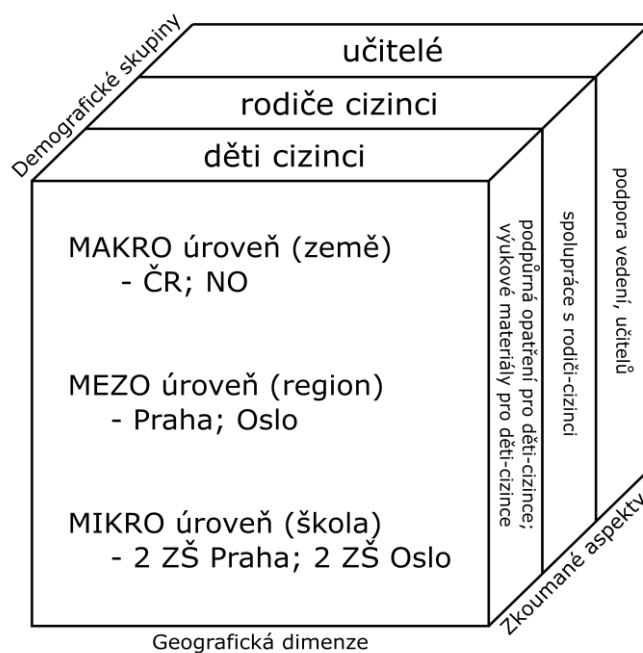 Demografické skupiny
učitelé
rodiče cizinci
děti cizinci
MAKRO úroveň (země)
- ČR; NO
MEZO úroveň (region)
- Praha; Oslo
MIKRO úroveň (škola)
- 2 ZŠ Praha; 2 ZŠ Oslo
podpůrná opatření pro děti-cizince;
výukové materiály pro děti-cizince
spolupráce s rodiči-cizinci
podpora vedení, učitelů
Geografická dimenze
Zkoumané aspekty